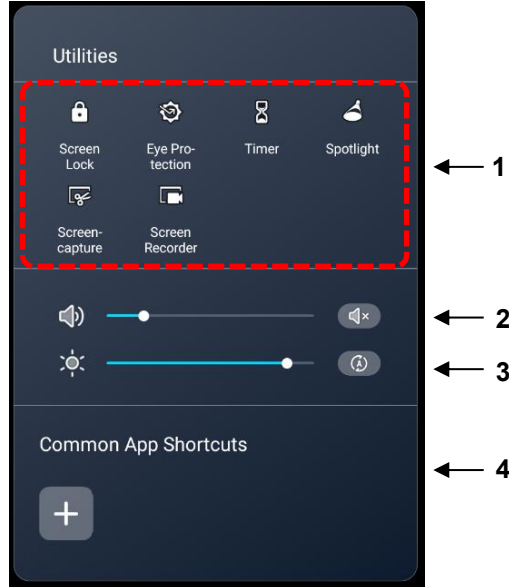 Utilities
Screen Lock
Eye Pro-
tection
Timer
Spotlight
Screen-
capture
Screen
Recorder
1
2
A
3
Common App Shortcuts
4